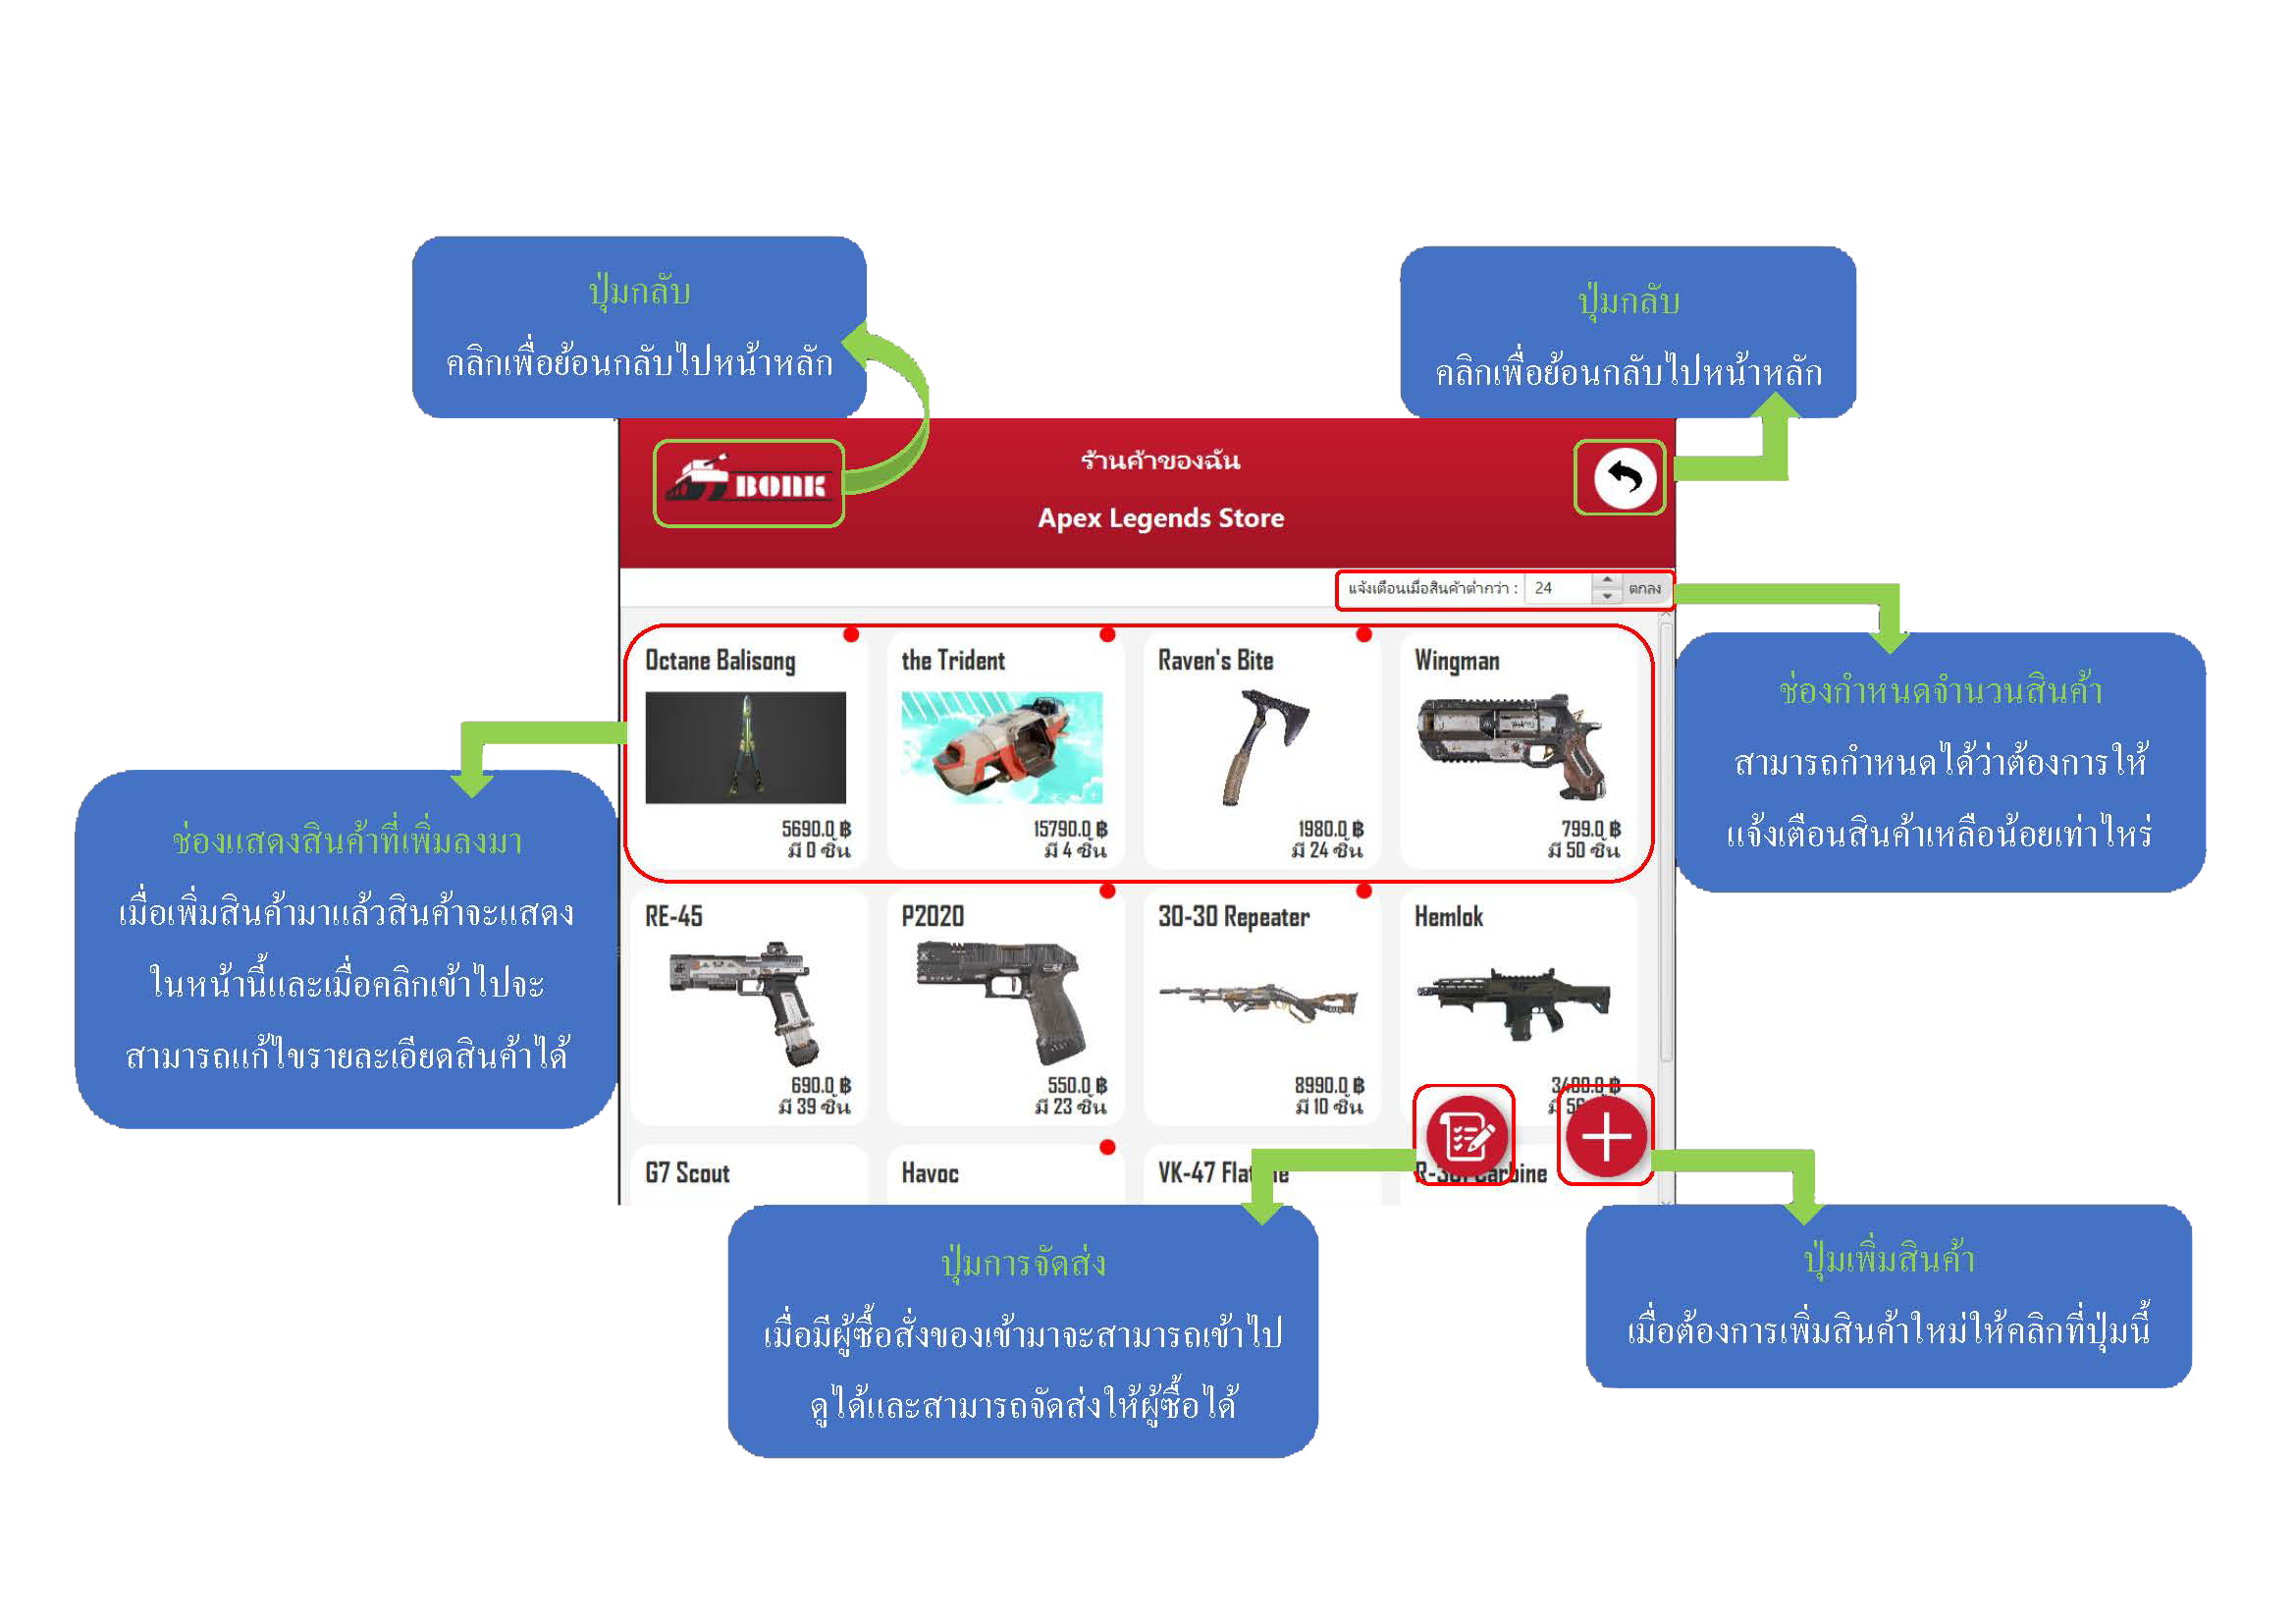 ปุ่มกลับ
คลิกเพื่อย้อนกลับไปหน้าหลัก
ปุ่มกลับ
คลิกเพื่อย้อนกลับไปหน้าหลัก
BONK
ร้านค้าของฉัน
Apex Legends Store
แจ้งเตือนเมื่อสินค้าต่ำกว่า : 24 ตกลง
Octane Balisong
5690.0 ฿
มี 0 ชิ้น
the Trident
15790.0 ฿
มี 4 ชิ้น
Raven's Bite
1980.0 ฿
มี 24 ชิ้น
Wingman
799.0 ฿
มี 50 ชิ้น
RE-45
690.0 ฿
มี 39 ชิ้น
P2020
550.0 ฿
มี 23 ชิ้น
30-30 Repeater
8990.0 ฿
มี 10 ชิ้น
Hemlok
G7 Scout
Havoc
VK-47
ช่องกำหนดจำนวนสินค้า
สามารถกำหนดได้ว่าต้องการให้
แจ้งเตือนสินค้าเหลือน้อยเท่าไหร่
ช่องแสดงสินค้าที่เพิ่มลงมา
เมื่อเพิ่มสินค้ามาแล้วสินค้าจะแสดง
ในหน้านี้และเมื่อคลิกเข้าไปจะ
สามารถแก้ไขรายละเอียดสินค้าได้
ปุ่มการจัดส่ง
เมื่อมีผู้ซื้อสั่งของเข้ามาจะสามารถเข้าไป
ดูได้และสามารถจัดส่งให้ผู้ซื้อได้
ปุ่มเพิ่มสินค้า
เมื่อต้องการเพิ่มสินค้าใหม่ให้คลิกที่ปุ่มนี้